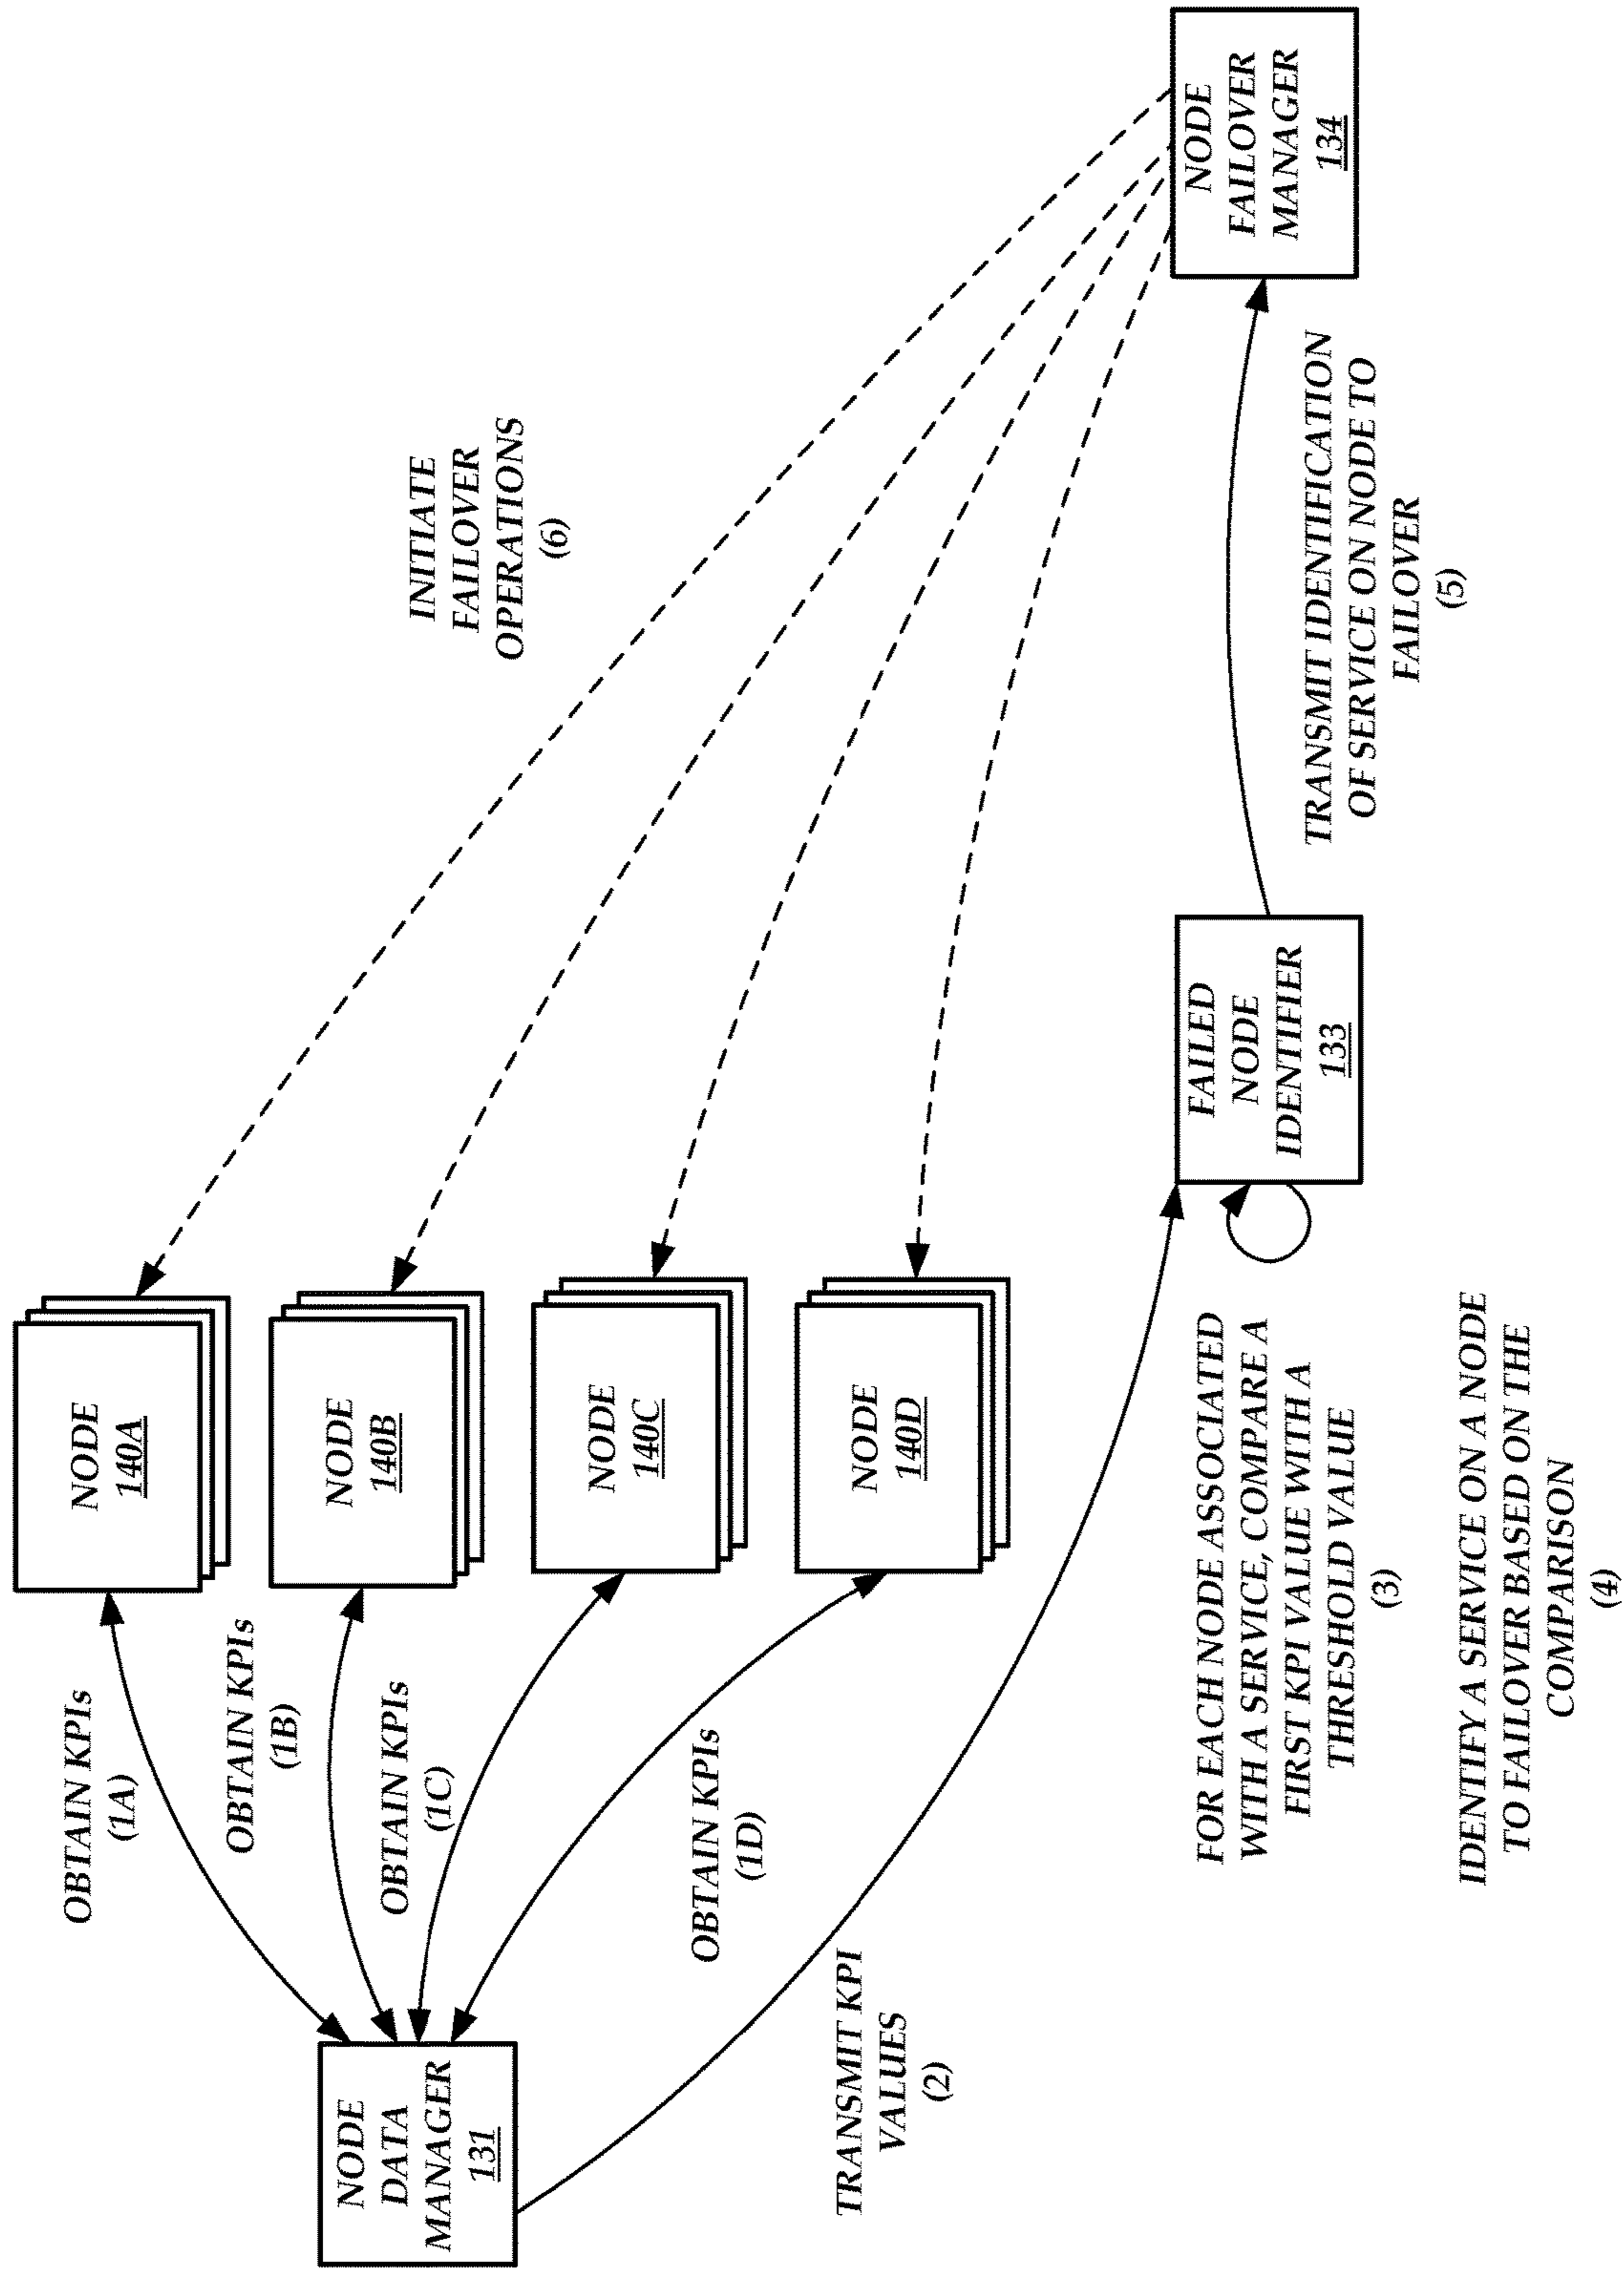 OBTAIN KPIs
(1A)
NODE
140A
OBTAIN KPIs
(1B)
NODE
140B
INITIATE
FAILOVER
OPERATIONS
(6)
NODE
DATA
MANAGER
131
OBTAIN KPIs
(1C)
NODE
140C
OBTAIN KPIs
(1D)
NODE
140D
TRANSMIT KPI
VALUES
(2)
FAILED
NODE
IDENTIFIER
133
NODE
FAILOVER
MANAGER
134
FOR EACH NODE ASSOCIATED
WITH A SERVICE, COMPARE A
FIRST KPI VALUE WITH A
THRESHOLD VALUE
(3)
TRANSMIT IDENTIFICATION
OF SERVICE ON NODE TO
FAILOVER
(5)
IDENTIFY A SERVICE ON A NODE
TO FAILOVER BASED ON THE
COMPARISON
(4)